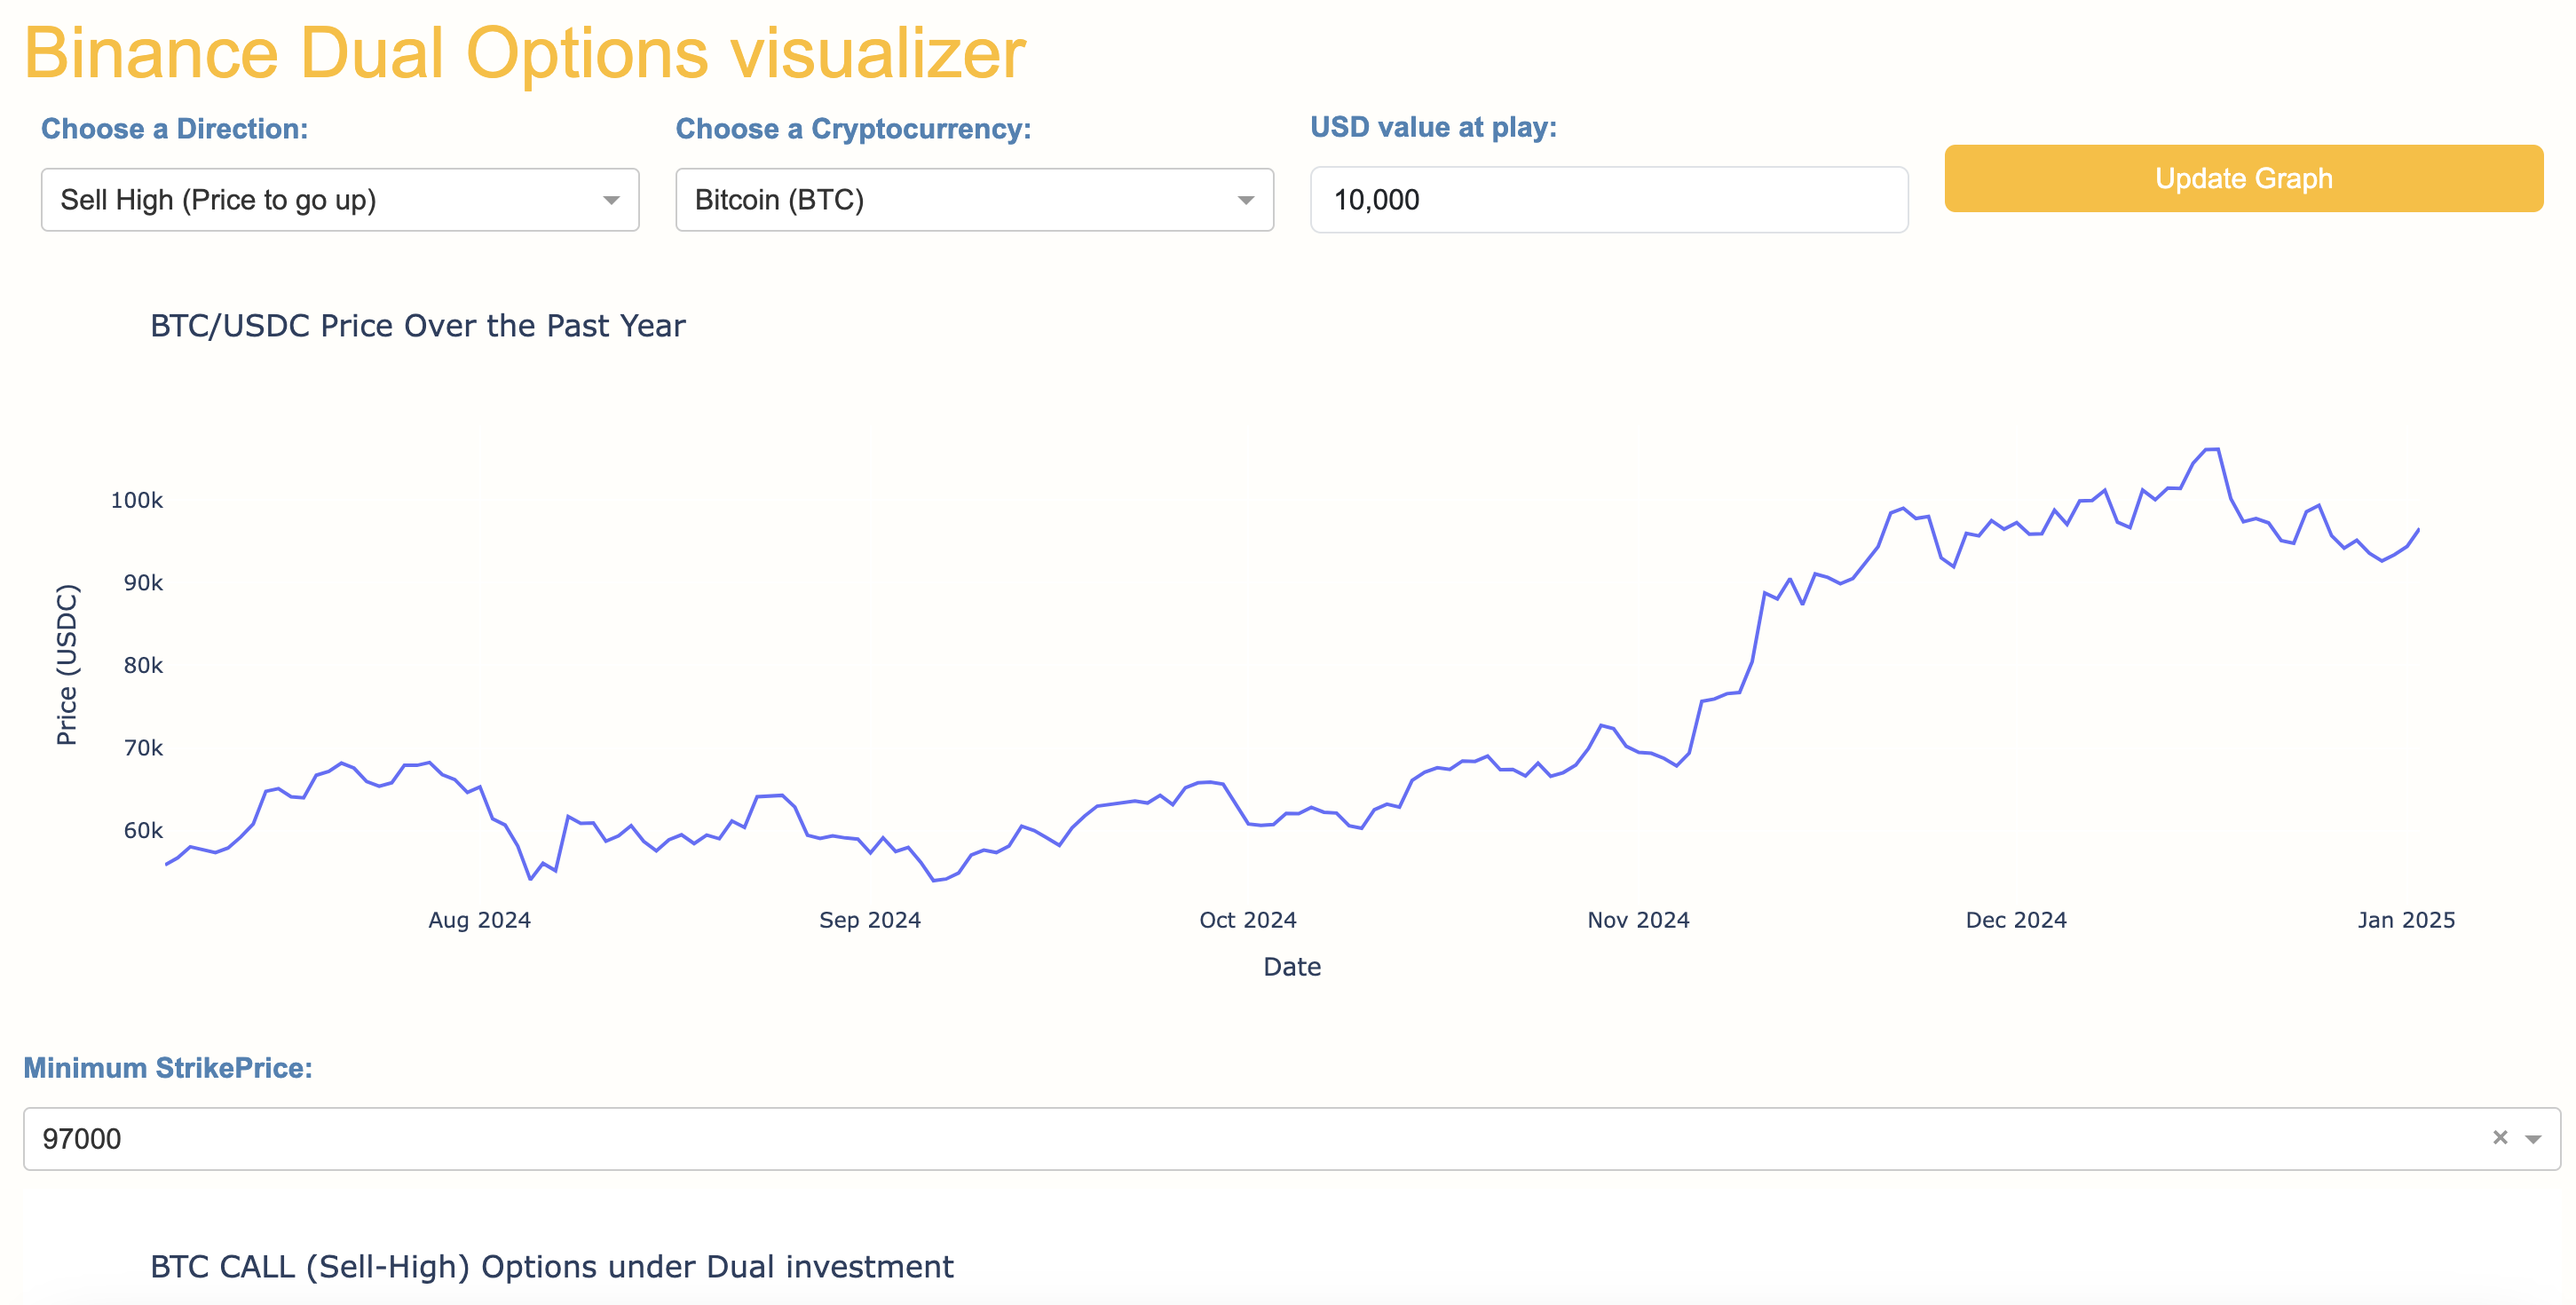 Binance Dual Options visualizer
Choose a Direction:
Choose a Cryptocurrency:
USD value at play:
Sell High (Price to go up)
Bitcoin (BTC)
10,000
Update Graph
BTC/USDC Price Over the Past Year
100k
90k
80k
70k
60k
Price (USDC)
Aug 2024
Sep 2024
Oct 2024
Nov 2024
Dec 2024
Jan 2025
Date
Minimum StrikePrice:
97000
×
BTC CALL (Sell-High) Options under Dual investment